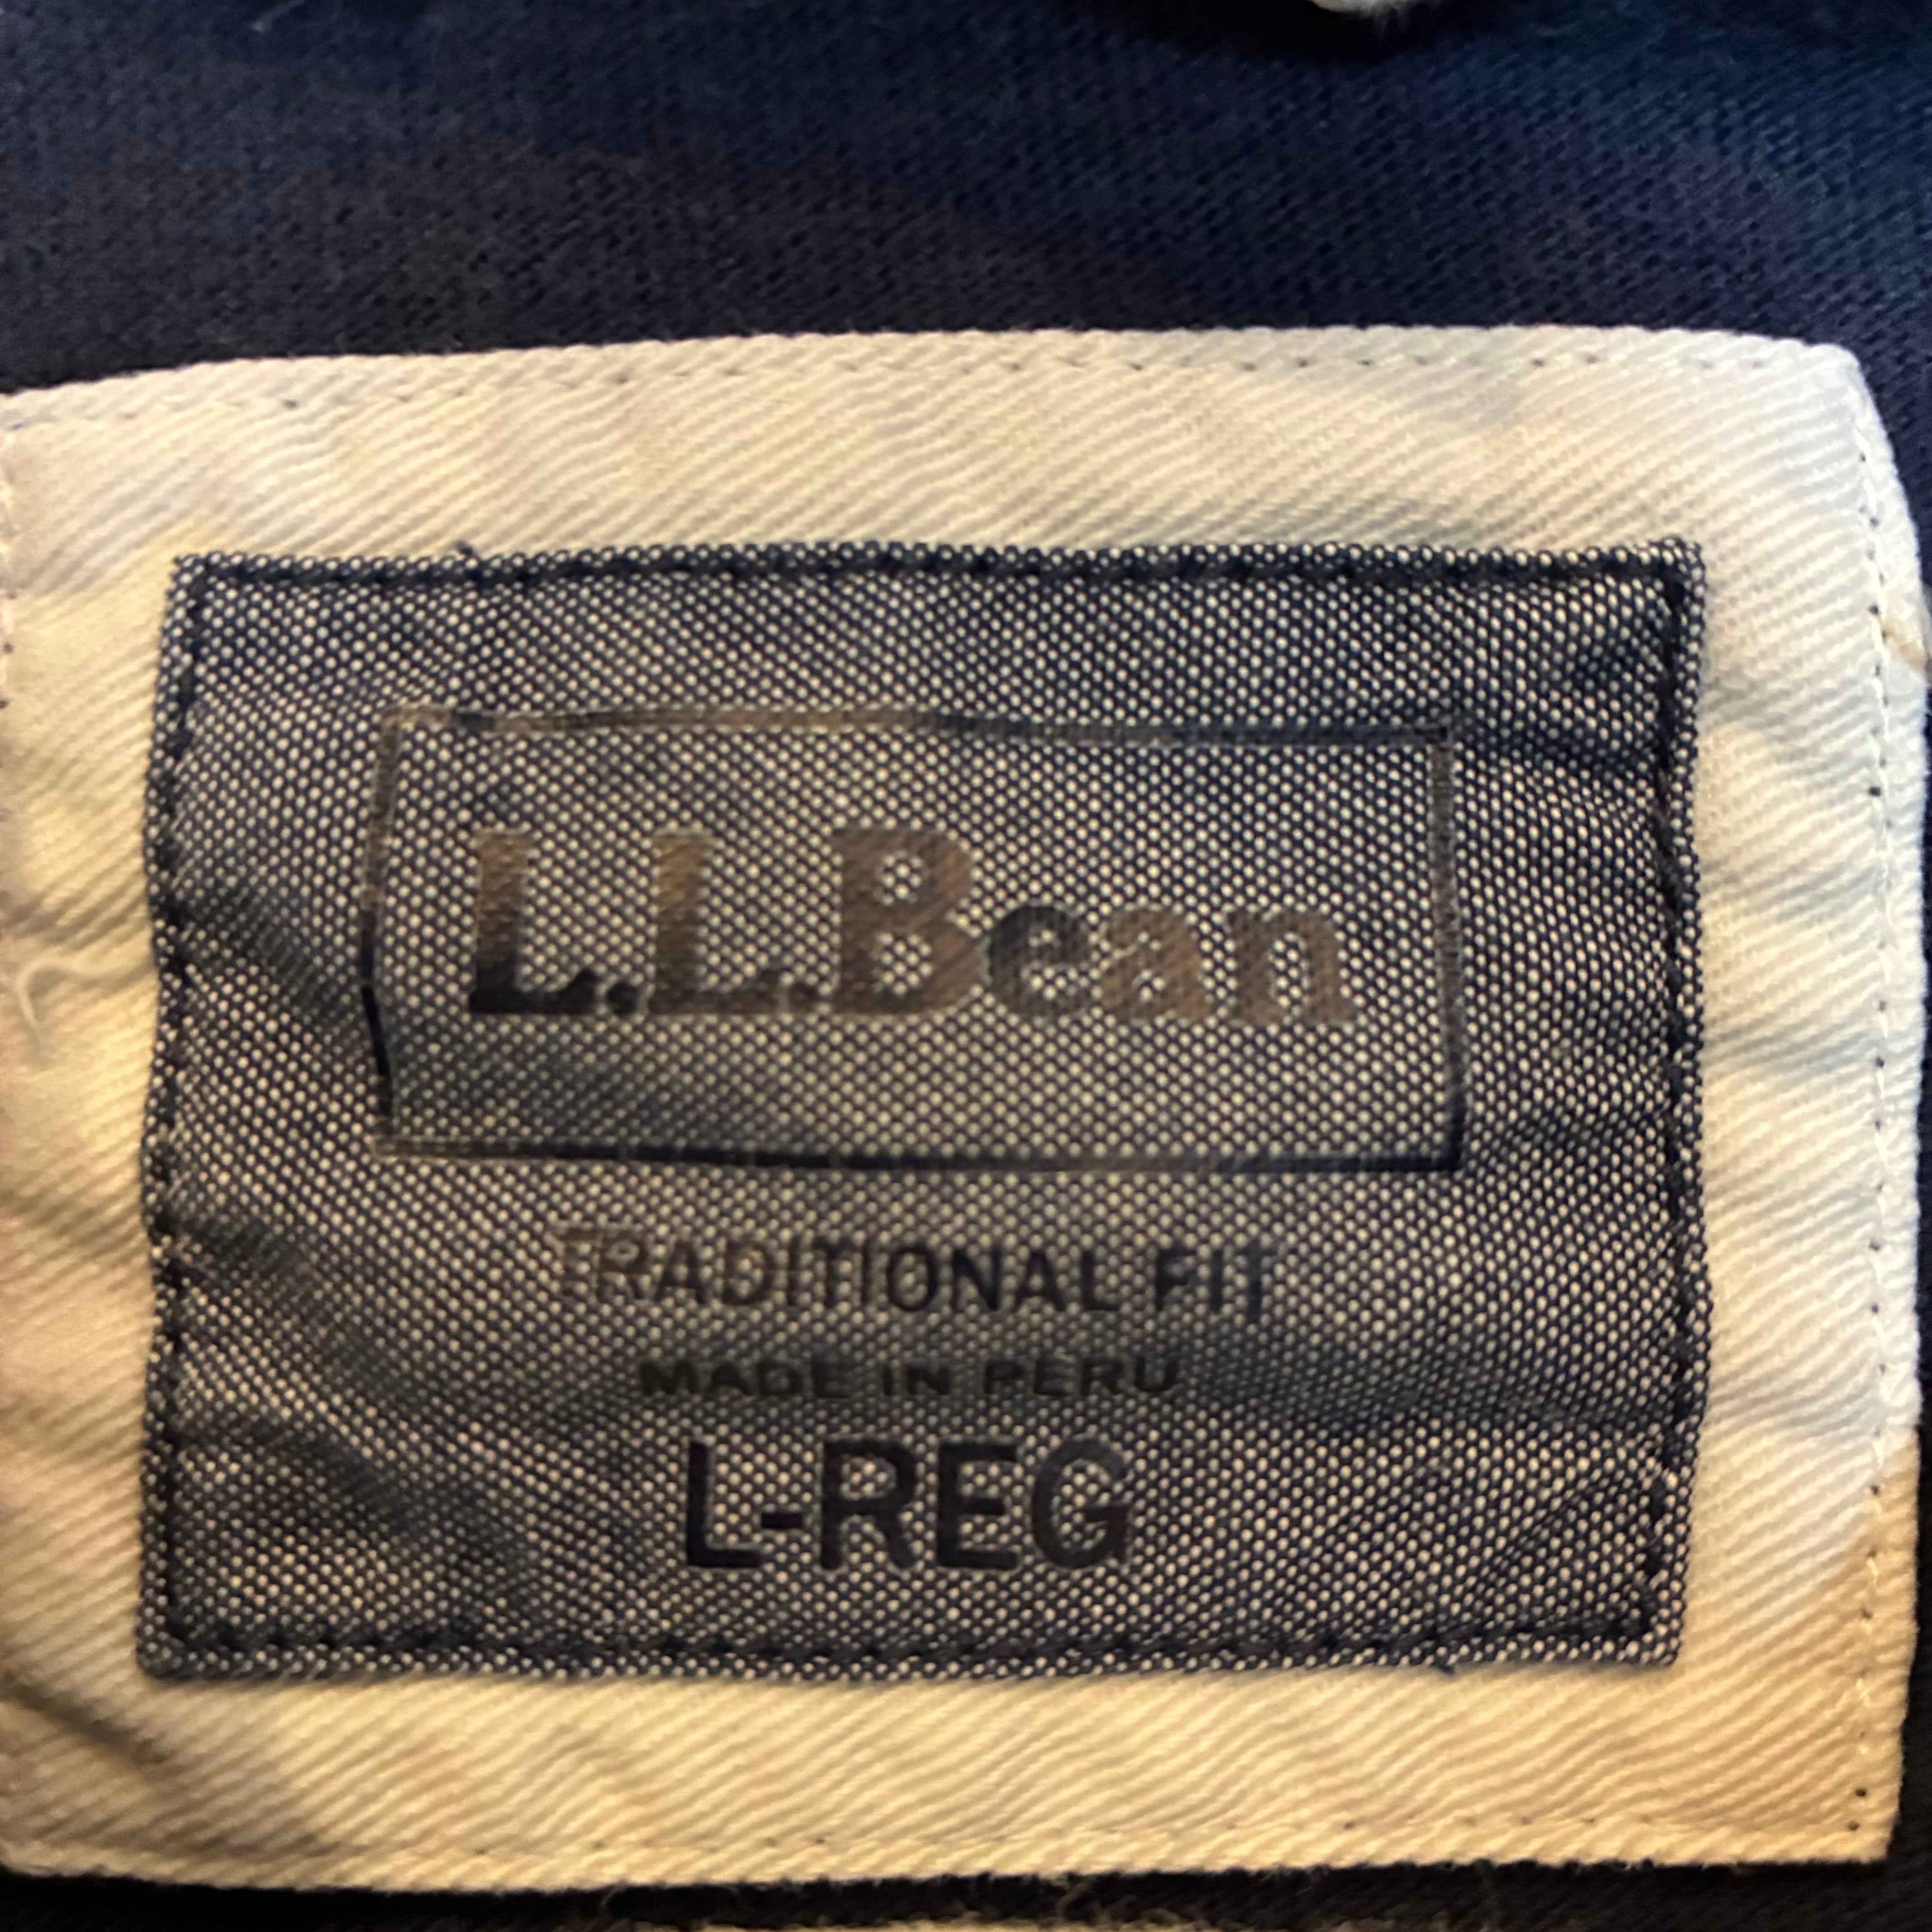 L.L.Bean
TRADITIONAL FIT
MADE IN PERU
L-REG